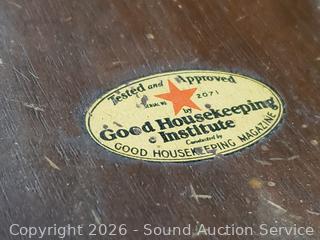 Tested and Approved
SERIAL NO. 2071
by
Good Housekeeping
Institute
Conducted by
GOOD HOUSEKEEPING MAGAZINE
Copyright © 2026 - Sound Auction Service